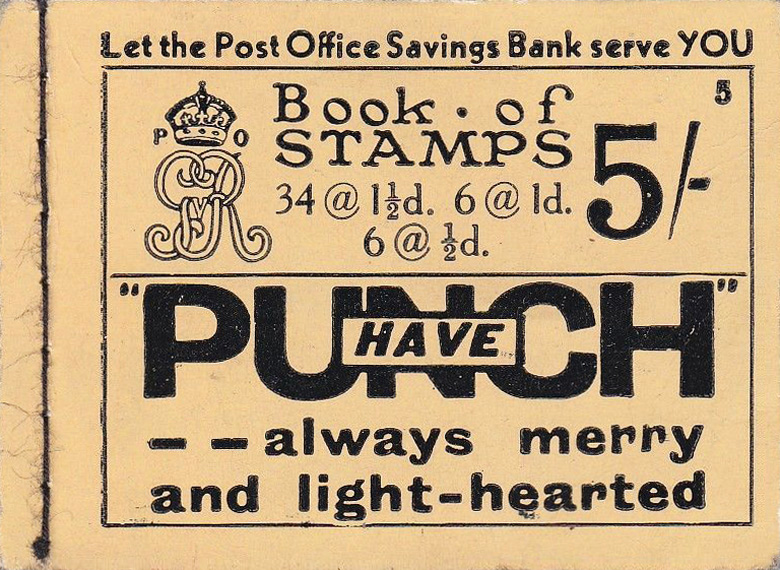 Let the Post Office Savings Bank serve YOU
5
P O
Book · of
STAMPS
5/-
34 @ 1½d. 6 @ 1d.
6 @ ½d.
"PUNCH"
HAVE
– – always merry
and light-hearted